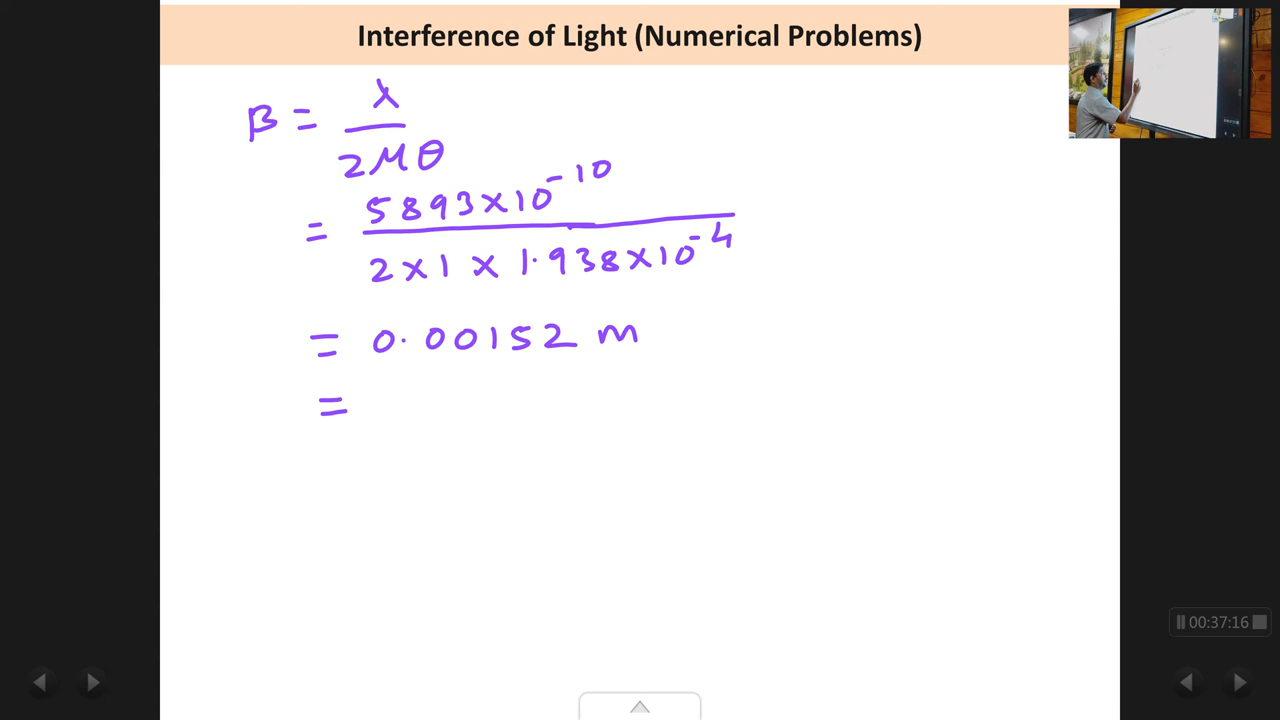 Interference of Light (Numerical Problems)
β = λ / 2μθ
= 5893×10⁻¹⁰ / 2×1×1.938×10⁻⁴
= 0.00152 m
=
00:37:16